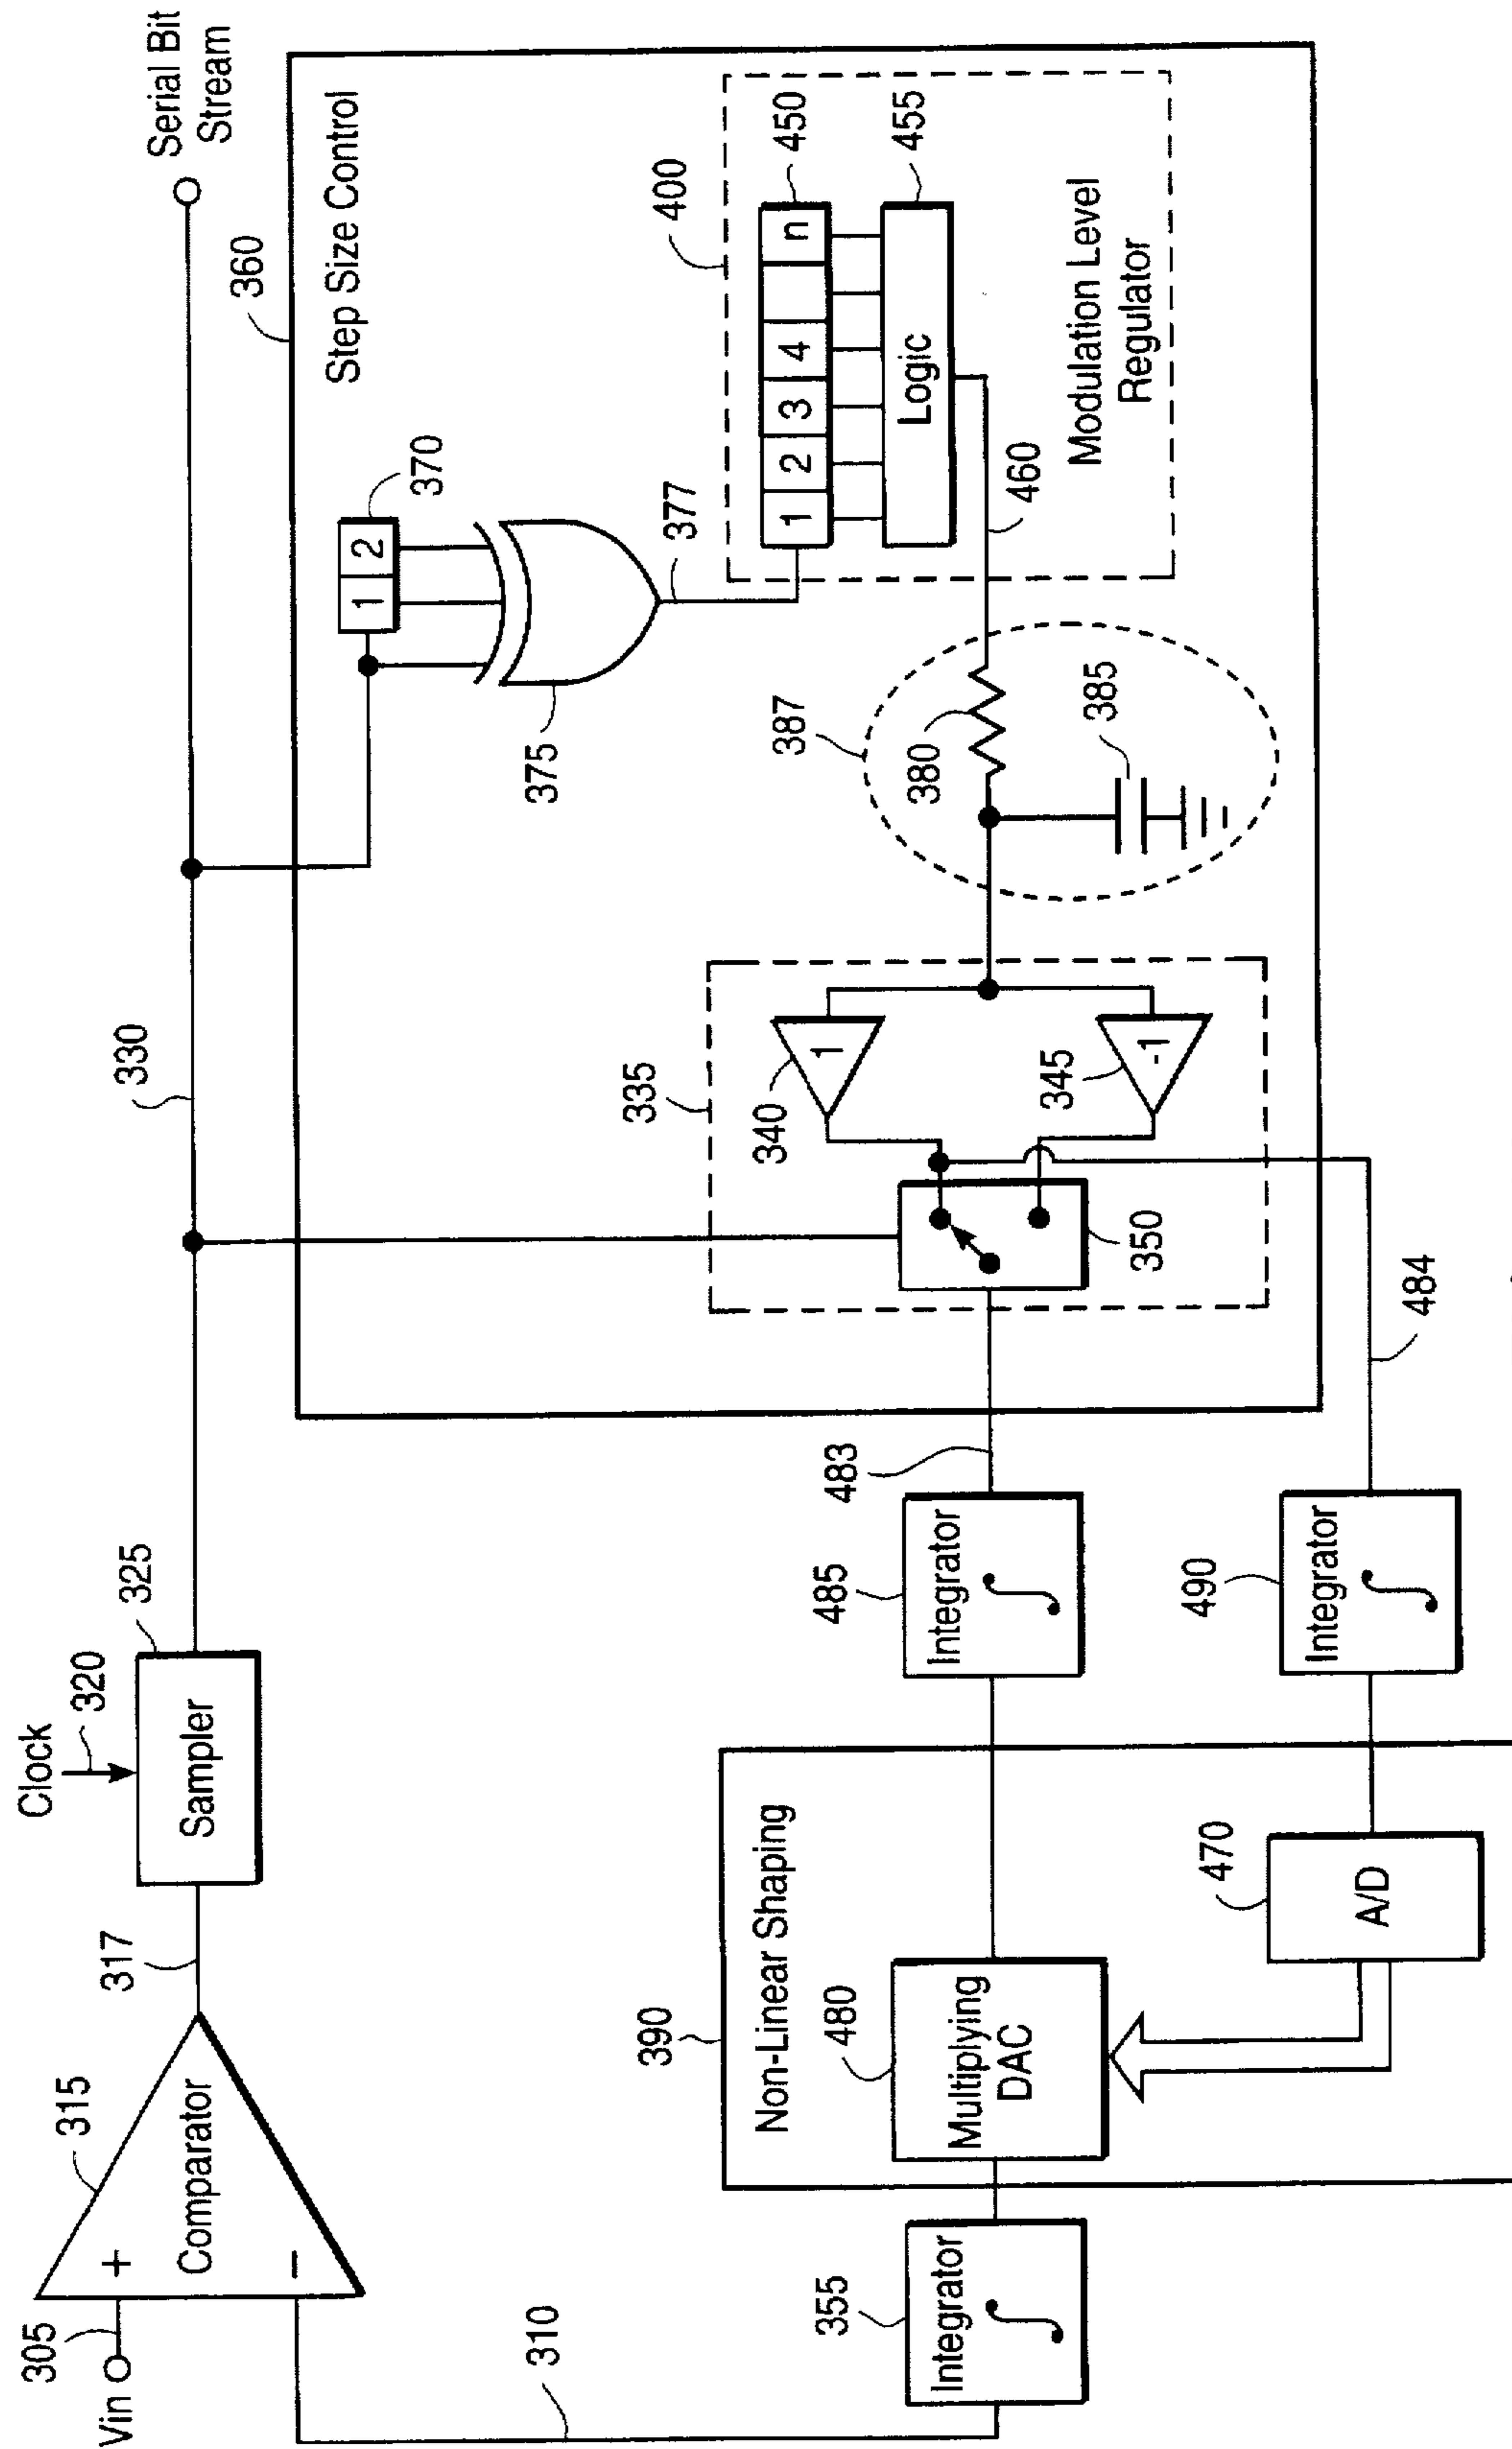 Serial Bit
Stream
330
360
Step Size Control
370
1
2
375
377
400
450
1
2
3
4
n
455
Logic
Modulation Level
Regulator
460
387
380
385
335
340
1
345
-1
350
Clock
320
325
Sampler
317
315
Comparator
+
−
305
Vin
310
483
484
485
Integrator
∫
490
Integrator
∫
390
Non-Linear Shaping
480
Multiplying
DAC
470
A/D
355
Integrator
∫